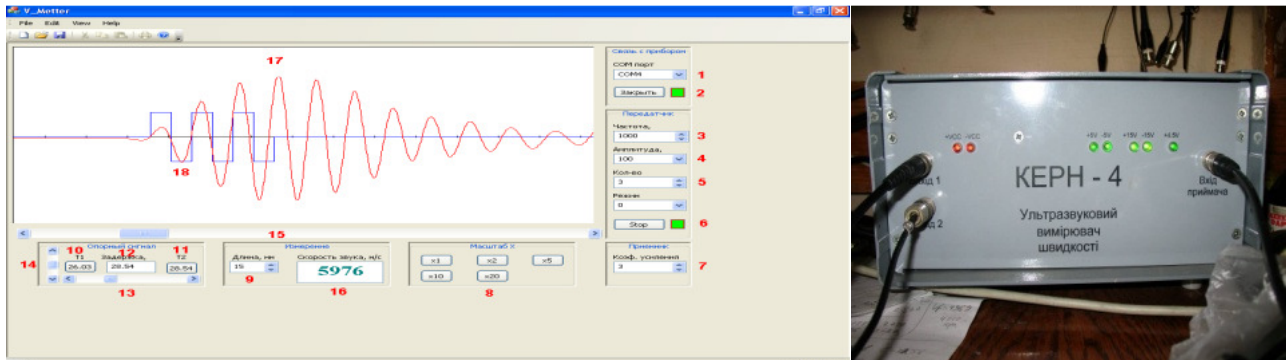 V_Metter
File Edit View Help
17
18
15
Связь с прибором
COM порт
COM4
1
Закрыть
2
Передатчик
Частота,
1000
3
Амплитуда,
100
4
Кол-во
3
5
Режим
0
Stop
6
Приемник
Коэф. усиления
3
7
14
10
Опорный сигнал
12
11
T1
Задержка,
T2
26.03
28.54
28.54
13
Измерение
Длина, мм
15
9
Скорость звука, м/с
5976
16
Масштаб X
x1
x2
x5
x10
x20
8
+VCC -VCC
+5V -5V
+15V -15V
+4.5V
КЕРН - 4
Ультразвуковий
вимірювач
швидкості
Вхід
приймача